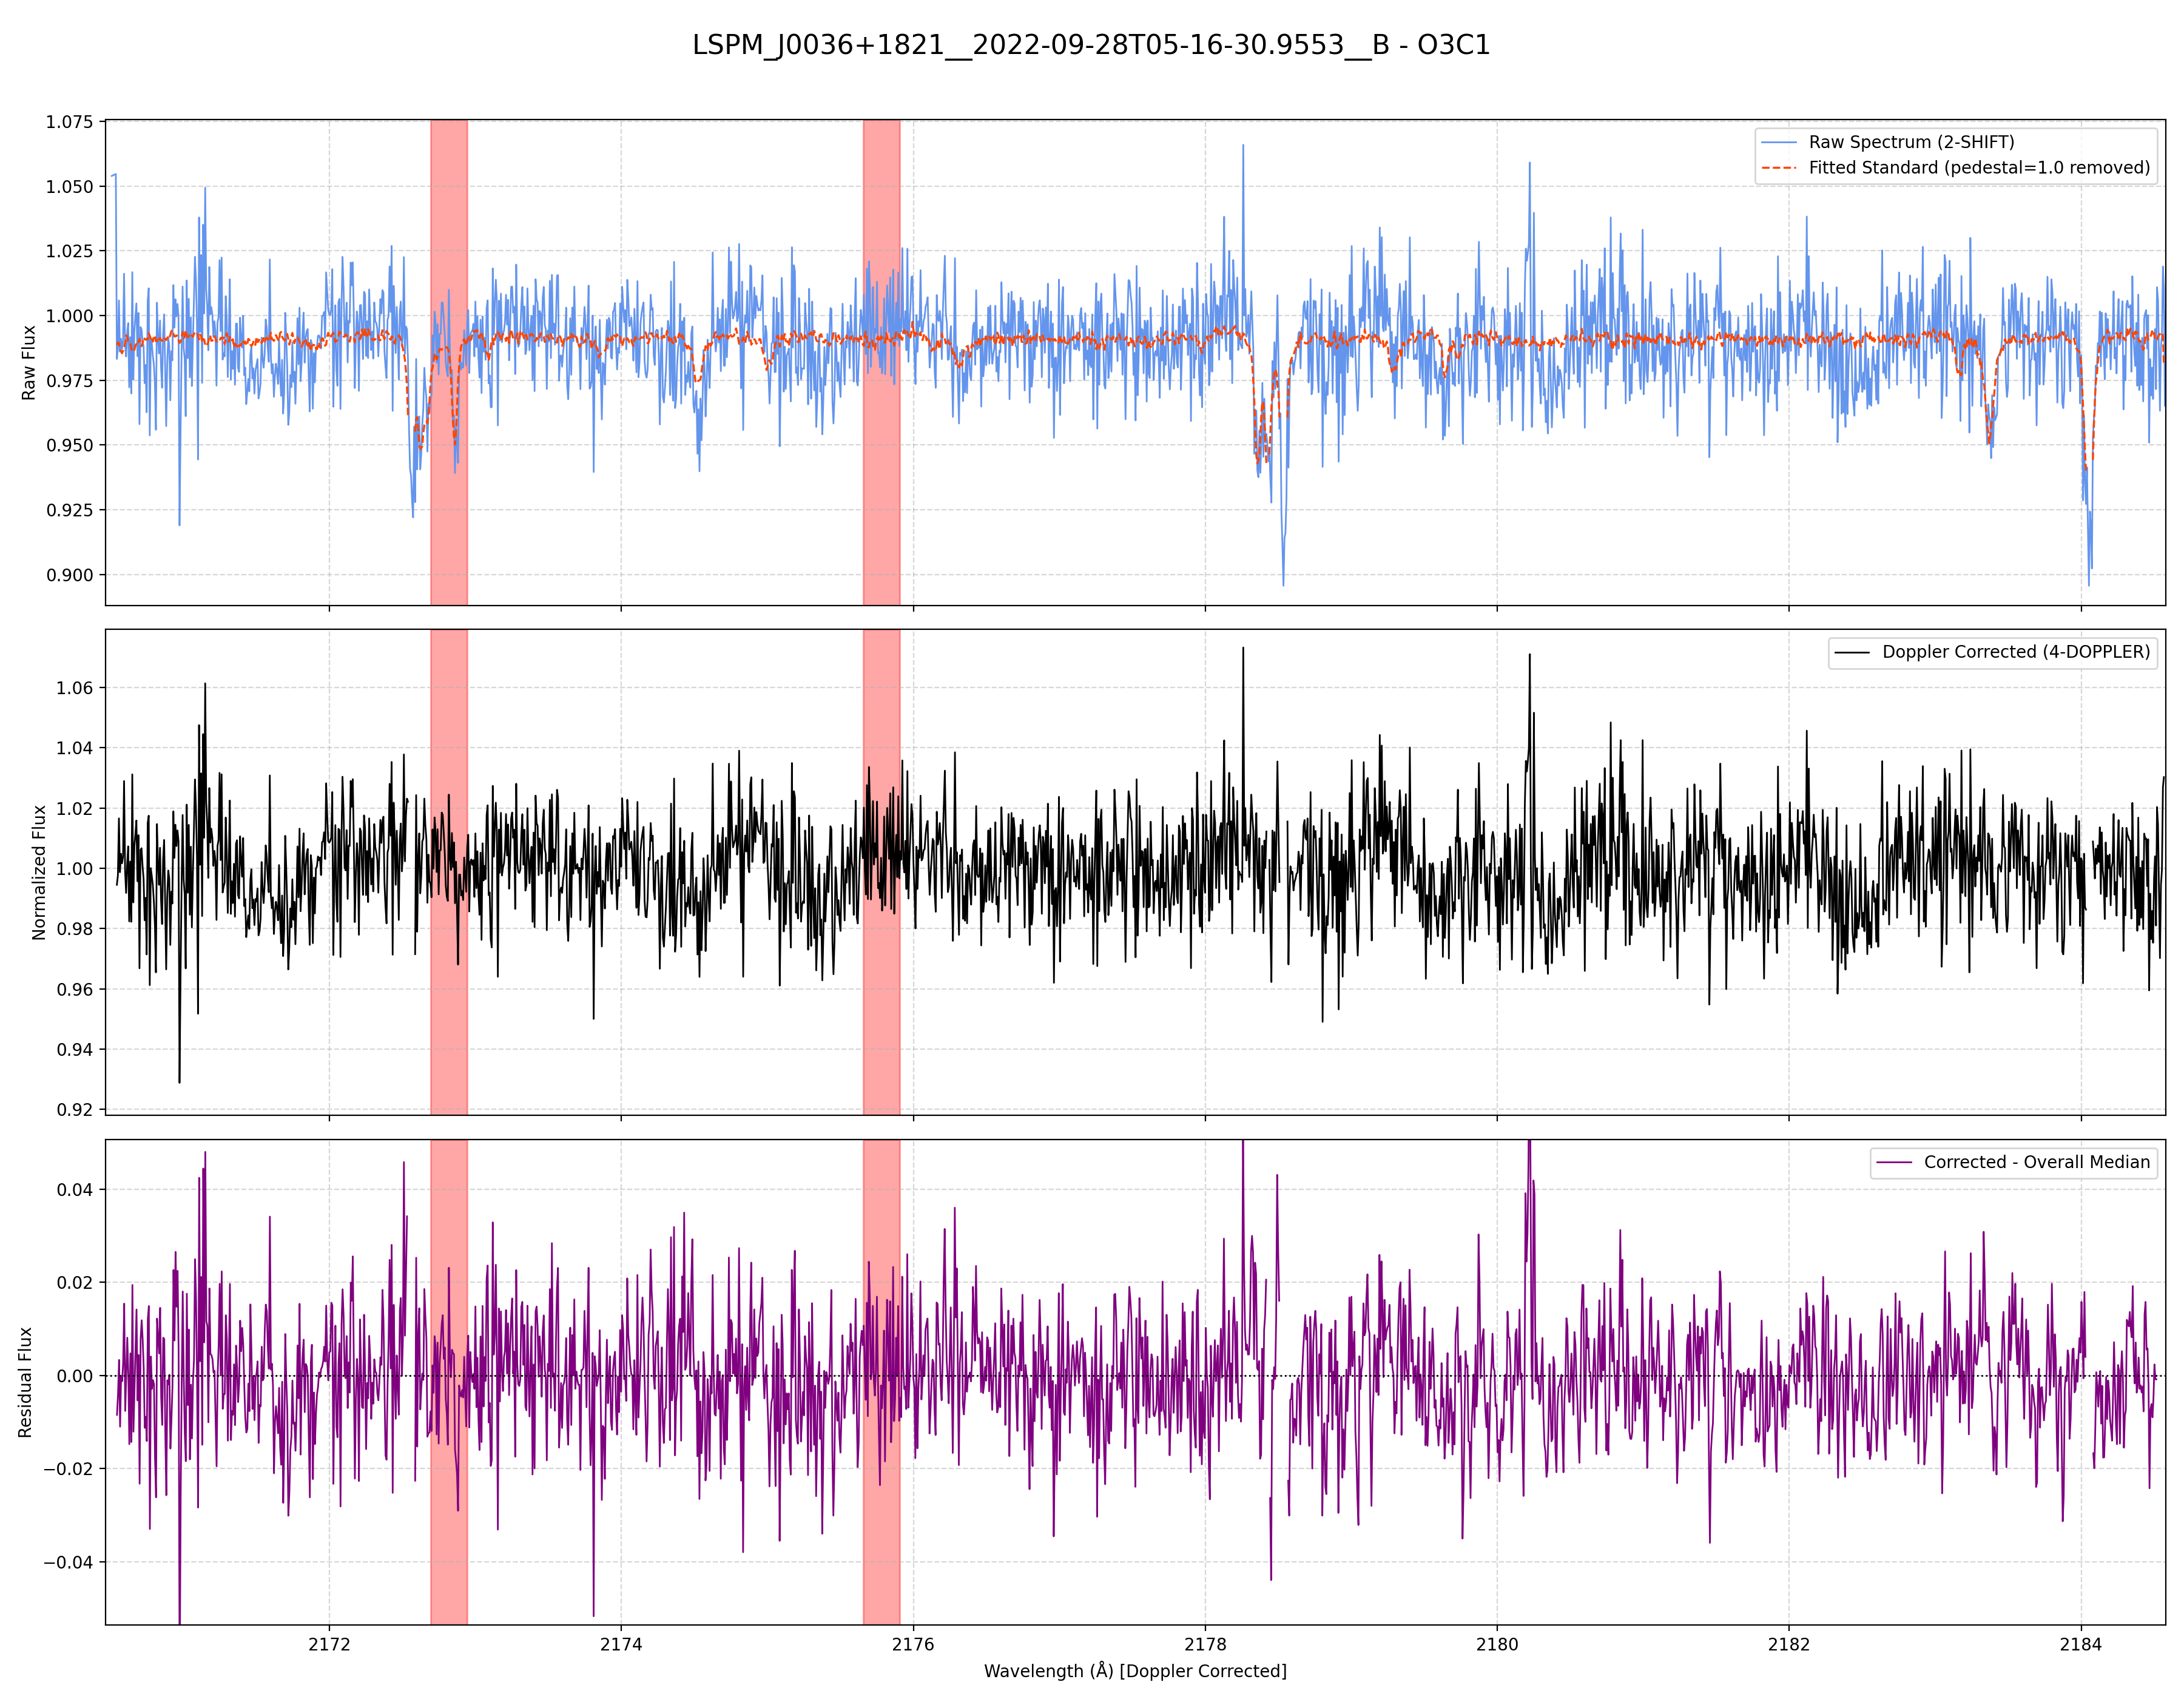 LSPM_J0036+1821__2022-09-28T05-16-30.9553__B - O3C1
1.075
1.050
1.025
1.000
0.975
0.950
0.925
0.900
Raw Flux
Raw Spectrum (2-SHIFT)
Fitted Standard (pedestal=1.0 removed)
1.06
1.04
1.02
1.00
0.98
0.96
0.94
0.92
Normalized Flux
Doppler Corrected (4-DOPPLER)
0.04
0.02
0.00
−0.02
−0.04
Residual Flux
Corrected - Overall Median
2172 2174 2176 2178 2180 2182 2184
Wavelength (Å) [Doppler Corrected]